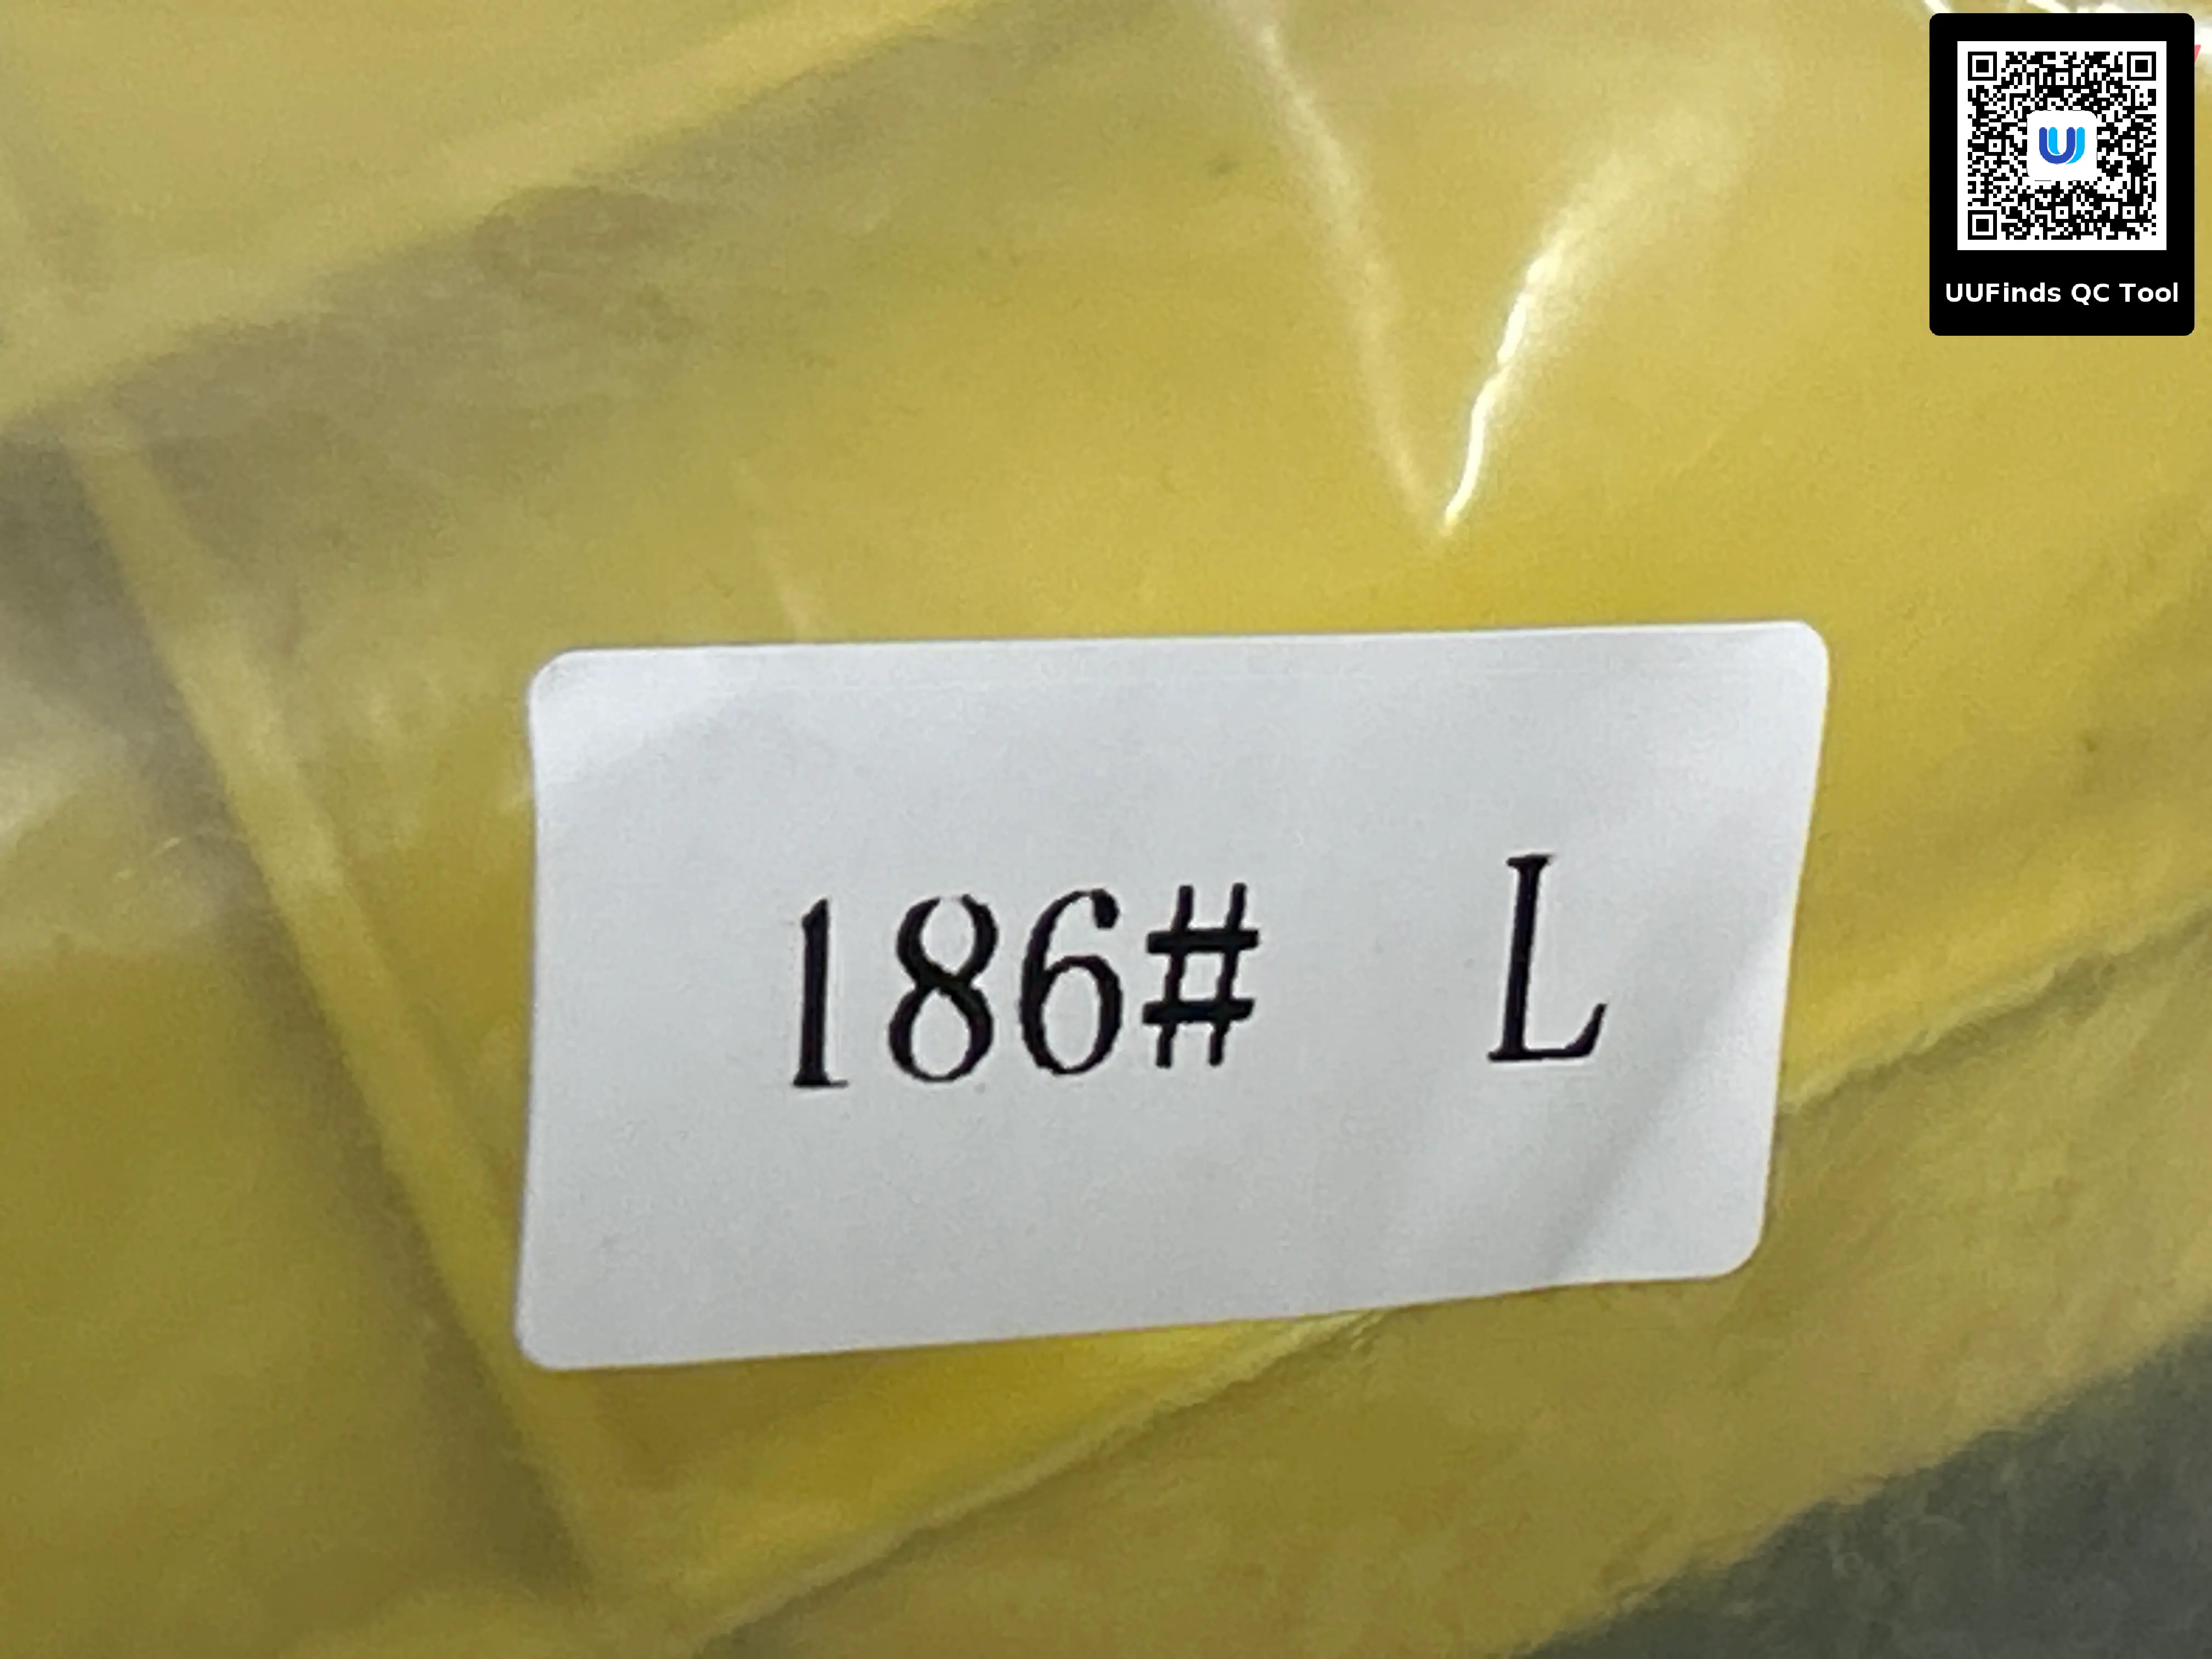 UUFinds QC Tool
186# L